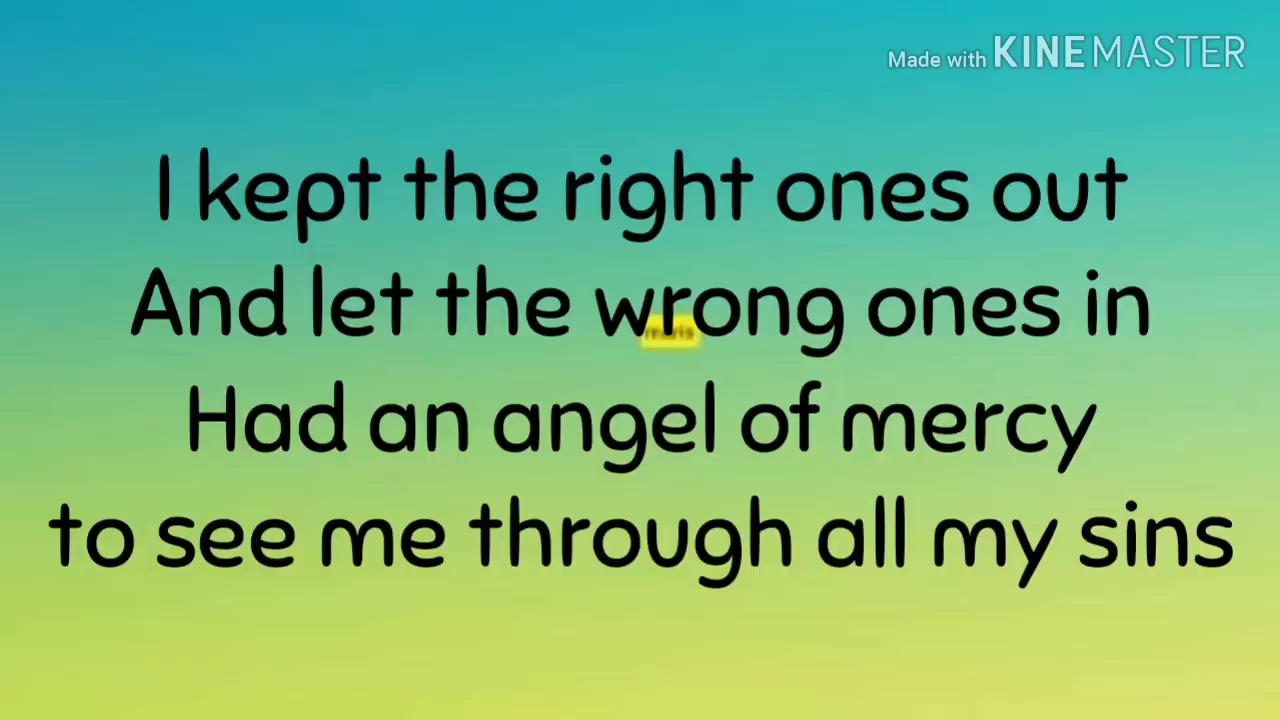 Made with KINEMASTER
I kept the right ones out
And let the wrong ones in
Had an angel of mercy
to see me through all my sins